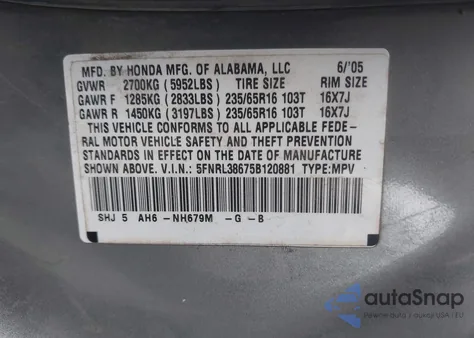 MFD. BY HONDA MFG. OF ALABAMA, LLC 6/'05
GVWR 2700KG (5952LBS) TIRE SIZE RIM SIZE
GAWR F 1285KG (2833LBS) 235/65R16 103T 16X7J
GAWR R 1450KG (3197LBS) 235/65R16 103T 16X7J
THIS VEHICLE CONFORMS TO ALL APPLICABLE FEDE-
RAL MOTOR VEHICLE SAFETY AND THEFT PREVENTION
STANDARDS IN EFFECT ON THE DATE OF MANUFACTURE
SHOWN ABOVE. V.I.N.: 5FNRL38675B120881 TYPE:MPV
SHJ 5 AH6 -NH679M -G -B
autoSnap